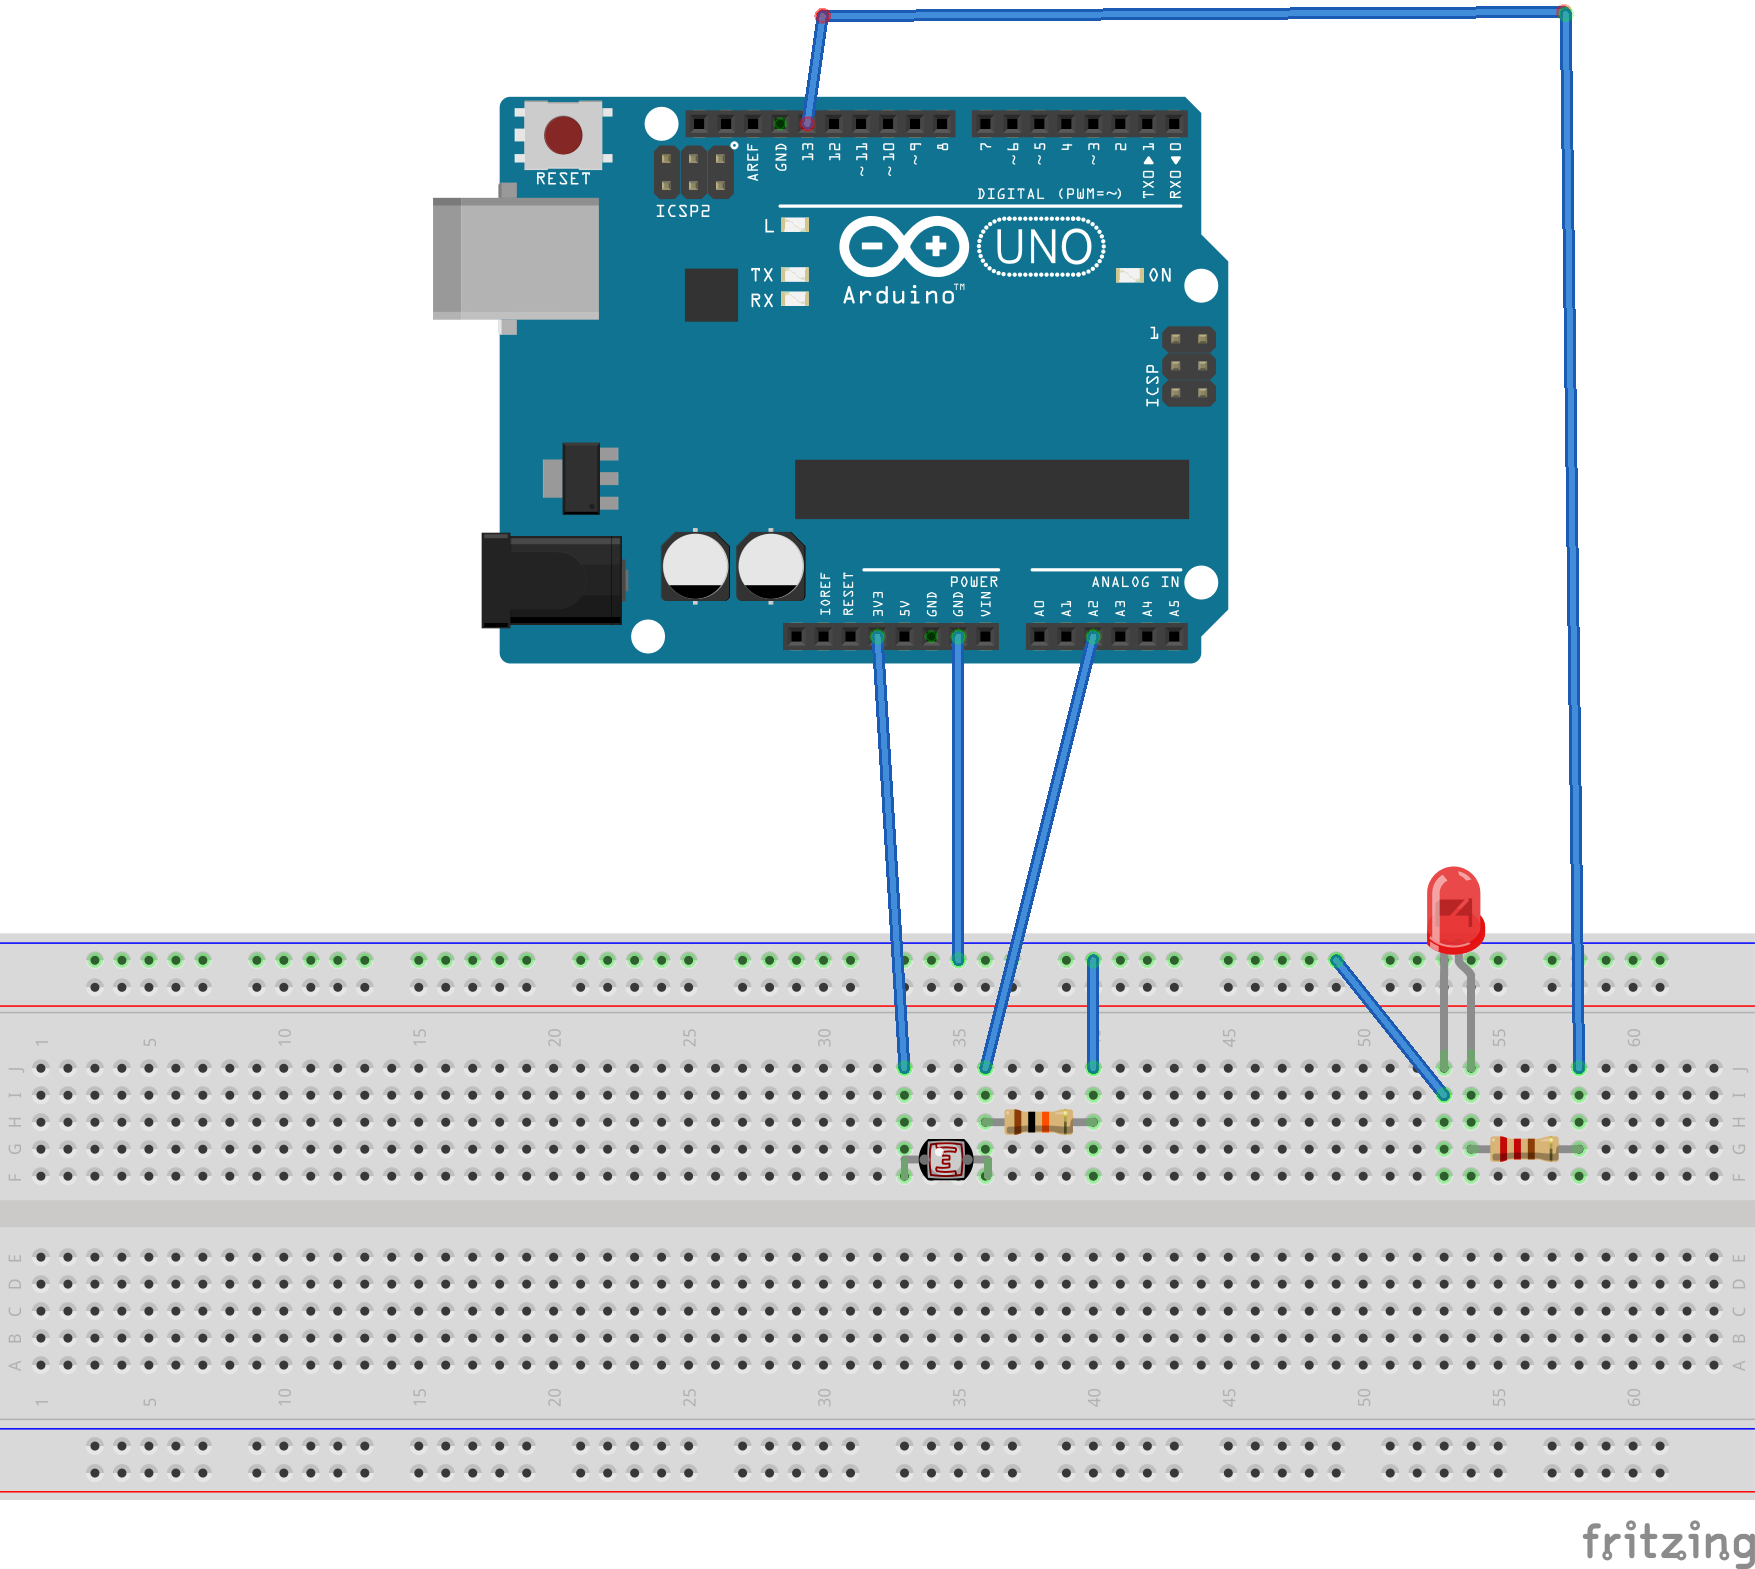 RESET
ICSP2
AREF
GND
13
12
~11
~10
~9
8
7
~6
~5
4
~3
2
TX0 1
RX0 0
DIGITAL (PWM=~)
L
TX
RX
UNO
ON
Arduino™
1
ICSP
IOREF
RESET
3V3
5V
GND
GND
VIN
POWER
ANALOG IN
A0
A1
A2
A3
A4
A5
1 5 10 15 20 25 30 35 45 50 55 60
J J
I I
H H
G G
F F
E E
D D
C C
B B
A A
1 5 10 15 20 25 30 35 40 45 50 55 60
fritzing